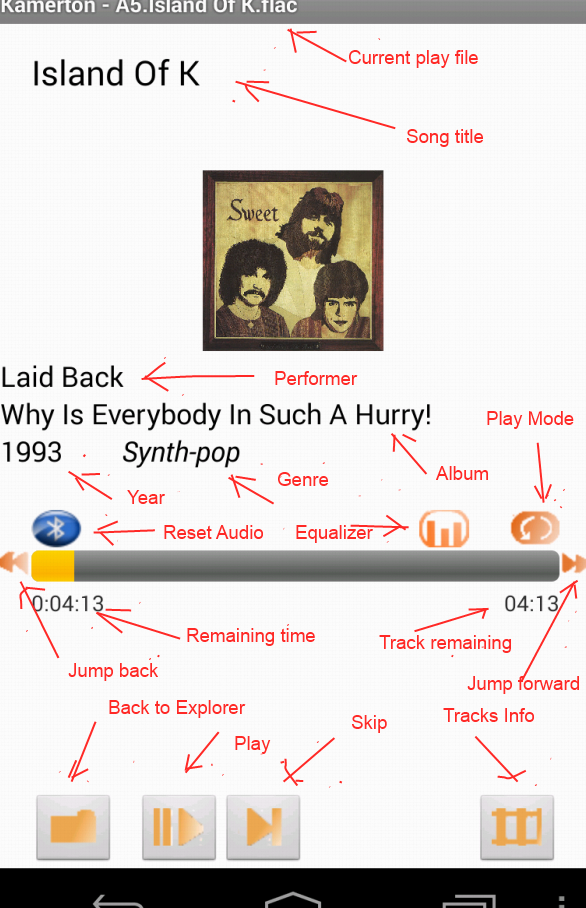 Kamerton - A5.Island Of K.flac
Current play file
Island Of K
Song title
Sweet
Laid Back
Performer
Why Is Everybody In Such A Hurry!
Play Mode
1993 Synth-pop
Album
Genre
Year
Reset Audio
Equalizer
0:04:13
04:13
Remaining time
Track remaining
Jump back
Jump forward
Back to Explorer
Tracks Info
Skip
Play